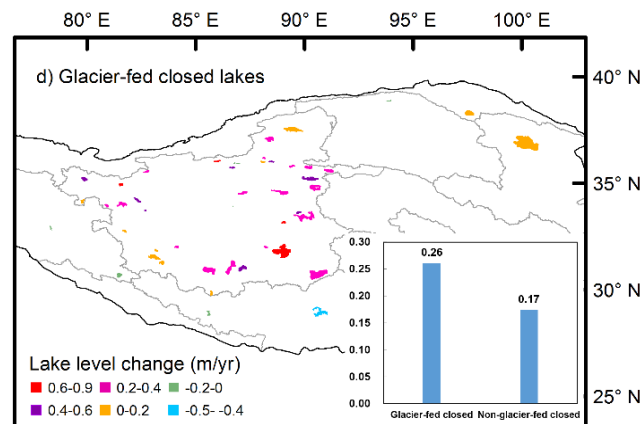 80° E 85° E 90° E 95° E 100° E
d) Glacier-fed closed lakes
40° N
35° N
30° N
25° N
0.30
0.25
0.20
0.15
0.10
0.05
0.00
0.26
0.17
Glacier-fed closed Non-glacier-fed closed
Lake level change (m/yr)
0.6-0.9 0.2-0.4 -0.2-0
0.4-0.6 0-0.2 -0.5- -0.4